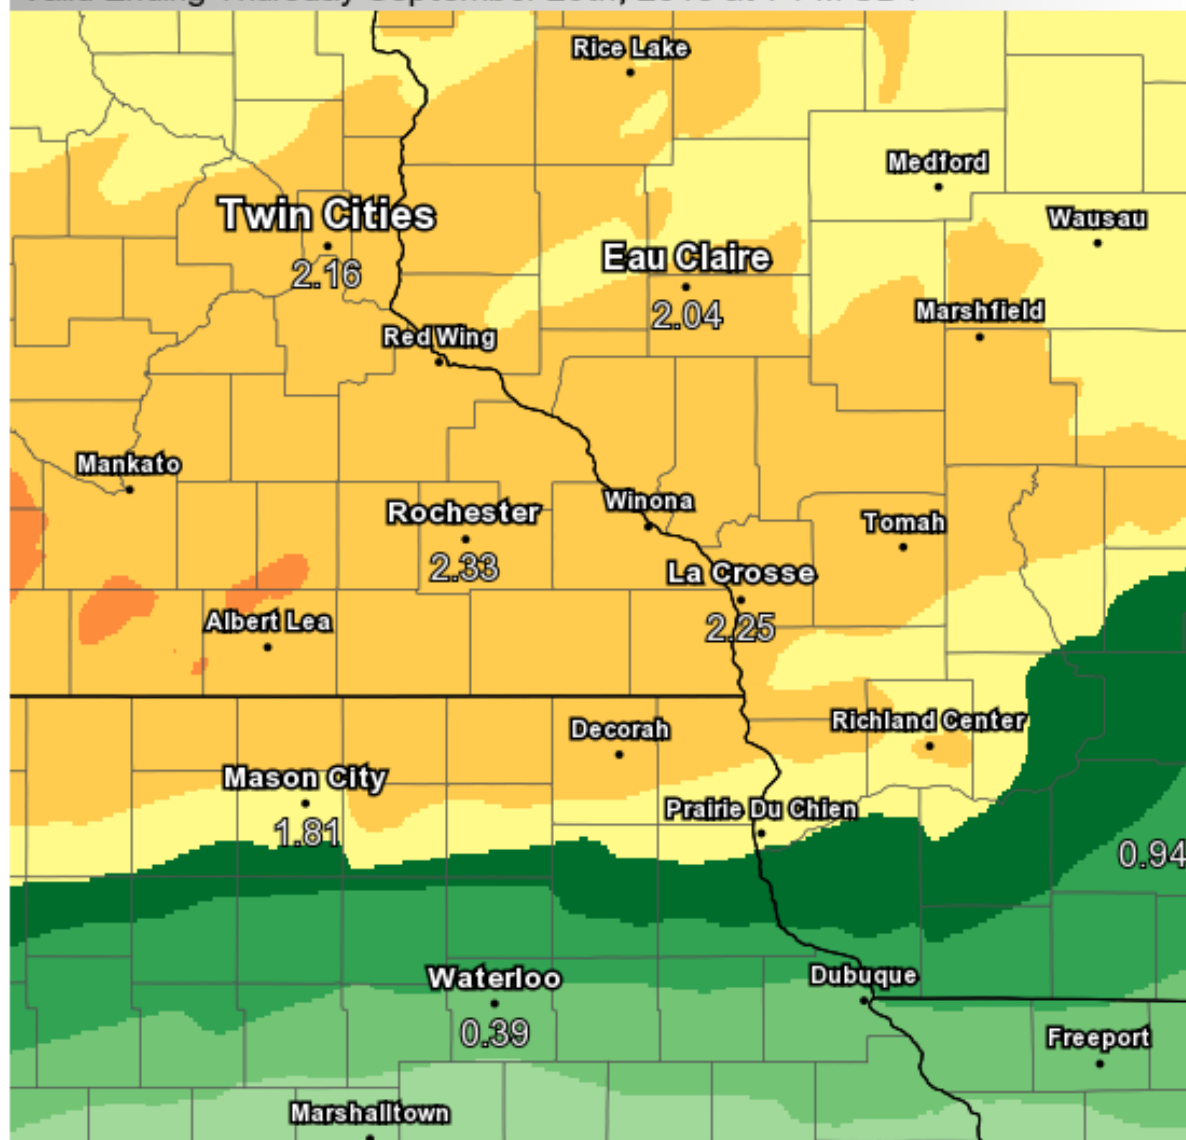 Rice Lake
Medford
Wausau
Twin Cities
2.16
Eau Claire
2.04
Marshfield
Red Wing
Mankato
Rochester
2.33
Winona
Tomah
La Crosse
2.25
Albert Lea
Decorah
Richland Center
Mason City
1.81
Prairie Du Chien
0.94
Waterloo
0.39
Dubuque
Freeport
Marshalltown